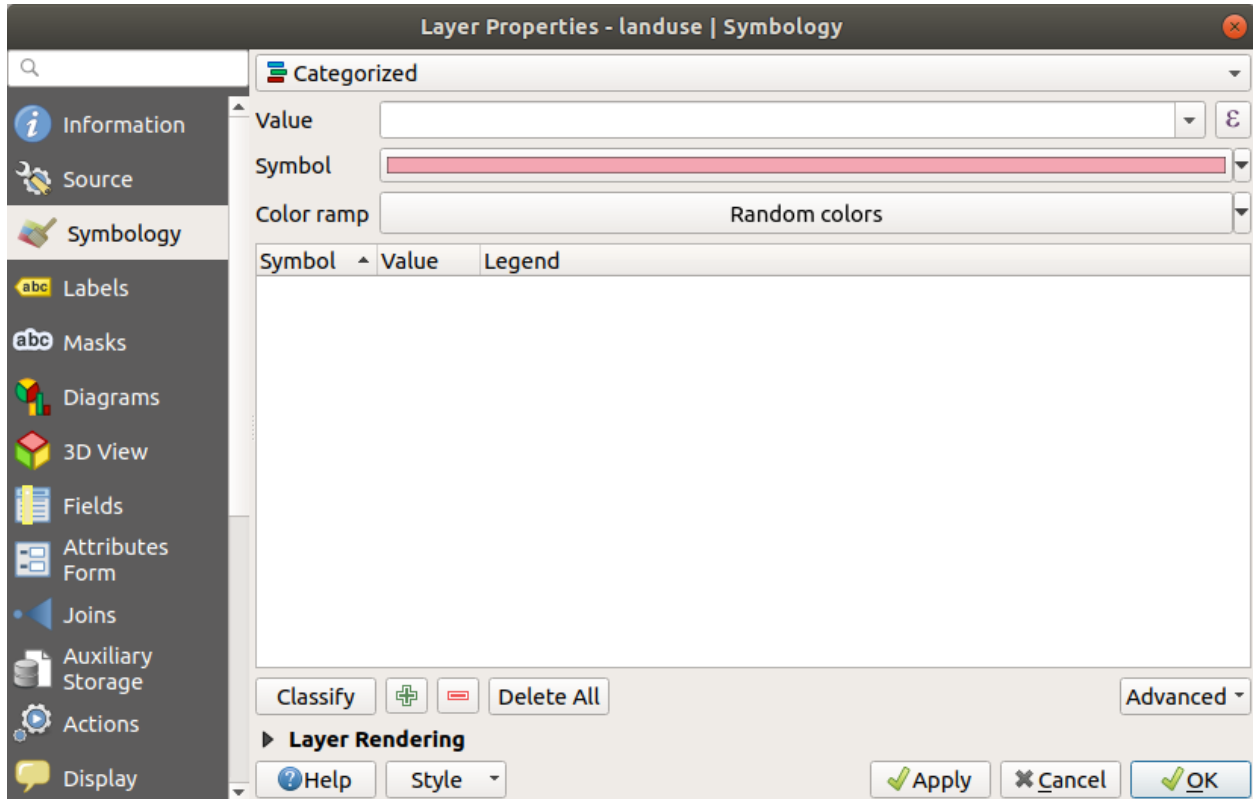 Layer Properties - landuse | Symbology
Categorized
Information
Value
ε
Source
Symbol
Symbology
Color ramp
Random colors
Symbol Value Legend
abc Labels
abc Masks
Diagrams
3D View
Fields
Attributes
Form
Joins
Auxiliary
Storage
Actions
Display
Classify
Delete All
Advanced
Layer Rendering
Help
Style
Apply
Cancel
OK